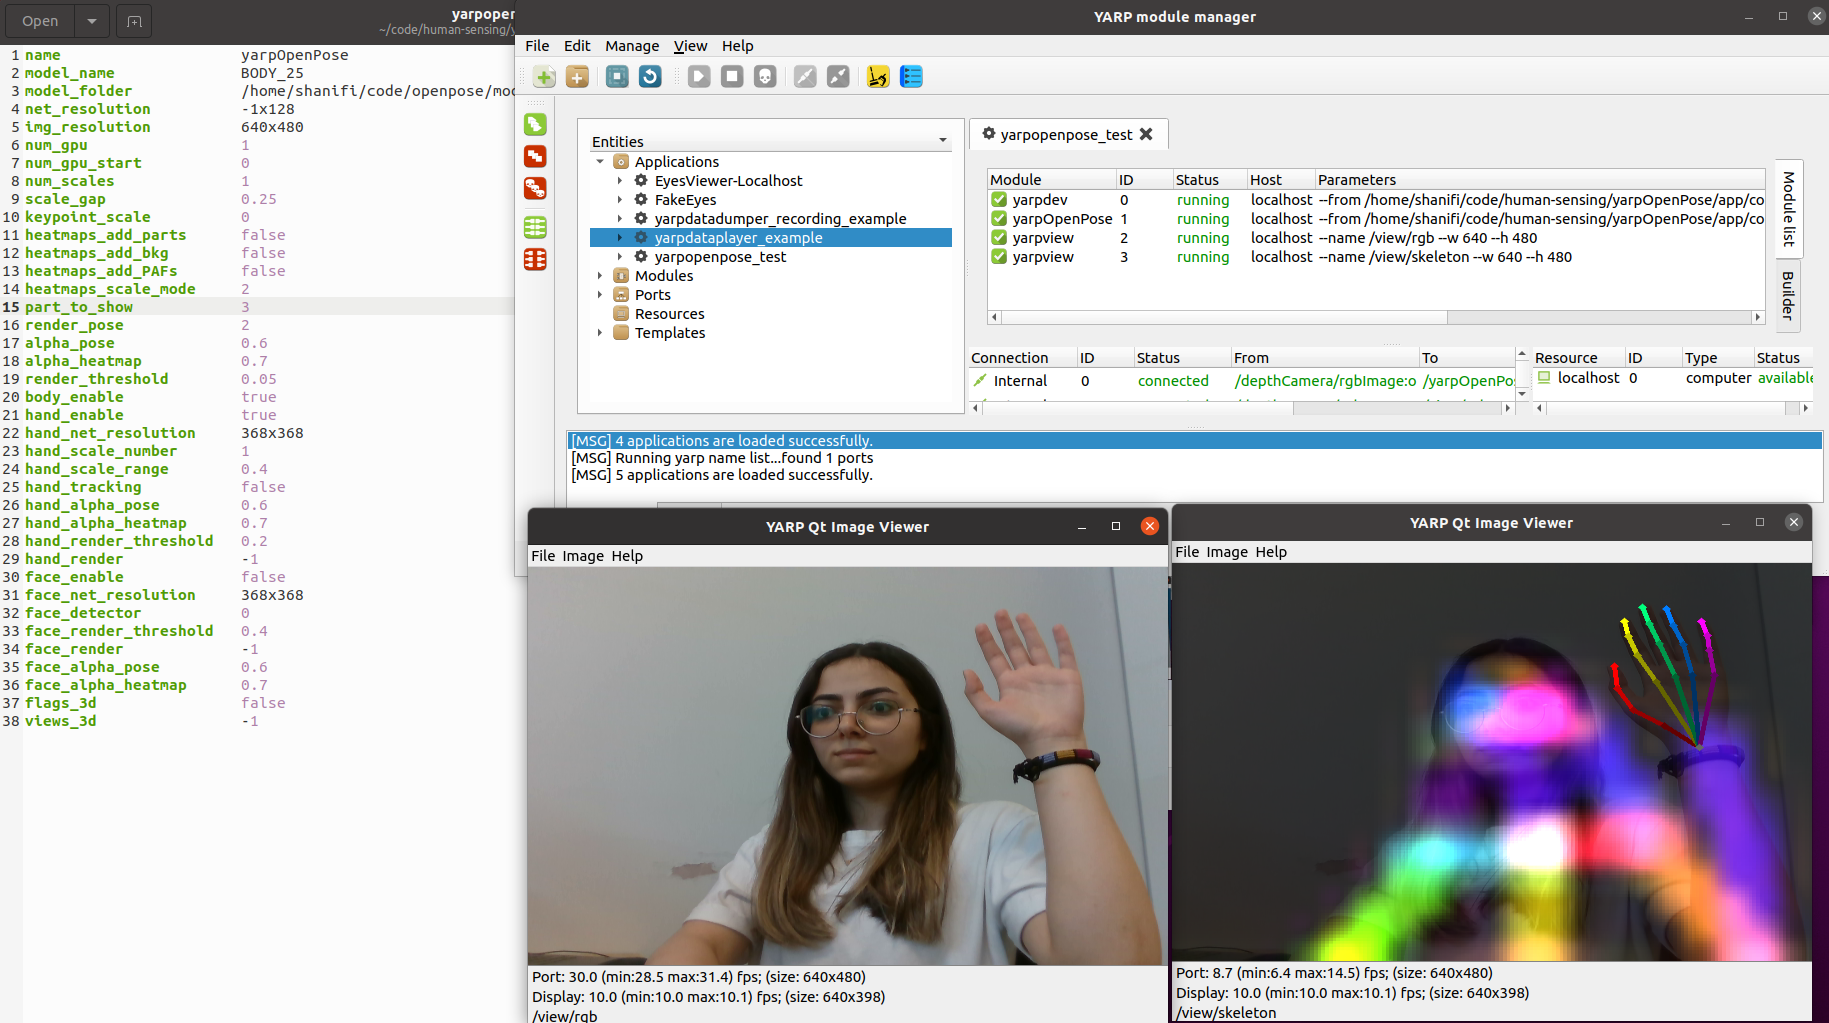 Open
yarpoper
~/code/human-sensing/y
1 name yarpOpenPose
2 model_name BODY_25
3 model_folder /home/shanifi/code/openpose/mod
4 net_resolution -1x128
5 img_resolution 640x480
6 num_gpu 1
7 num_gpu_start 0
8 num_scales 1
9 scale_gap 0.25
10 keypoint_scale 0
11 heatmaps_add_parts false
12 heatmaps_add_bkg false
13 heatmaps_add_PAFs false
14 heatmaps_scale_mode 2
15 part_to_show 3
16 render_pose 2
17 alpha_pose 0.6
18 alpha_heatmap 0.7
19 render_threshold 0.05
20 body_enable true
21 hand_enable true
22 hand_net_resolution 368x368
23 hand_scale_number 1
24 hand_scale_range 0.4
25 hand_tracking false
26 hand_alpha_pose 0.6
27 hand_alpha_heatmap 0.7
28 hand_render_threshold 0.2
29 hand_render -1
30 face_enable false
31 face_net_resolution 368x368
32 face_detector 0
33 face_render_threshold 0.4
34 face_render -1
35 face_alpha_pose 0.6
36 face_alpha_heatmap 0.7
37 flags_3d false
38 views_3d -1
YARP module manager
File Edit Manage View Help
Entities
Applications
EyesViewer-Localhost
FakeEyes
yarpdatadumper_recording_example
yarpdataplayer_example
yarpopenpose_test
Modules
Ports
Resources
Templates
yarpopenpose_test
Module ID Status Host Parameters
yarpdev 0 running localhost --from /home/shanifi/code/human-sensing/yarpOpenPose/app/co
yarpOpenPose 1 running localhost --from /home/shanifi/code/human-sensing/yarpOpenPose/app/co
yarpview 2 running localhost --name /view/rgb --w 640 --h 480
yarpview 3 running localhost --name /view/skeleton --w 640 --h 480
Module list
Builder
Connection ID Status From To
Internal 0 connected /depthCamera/rgbImage:o /yarpOpenPos
Resource ID Type Status
localhost 0 computer available
[MSG] 4 applications are loaded successfully.
[MSG] Running yarp name list...found 1 ports
[MSG] 5 applications are loaded successfully.
YARP Qt Image Viewer
File Image Help
Port: 30.0 (min:28.5 max:31.4) fps; (size: 640x480)
Display: 10.0 (min:10.0 max:10.1) fps; (size: 640x398)
/view/rgb
YARP Qt Image Viewer
File Image Help
Port: 8.7 (min:6.4 max:14.5) fps; (size: 640x480)
Display: 10.0 (min:10.0 max:10.1) fps; (size: 640x398)
/view/skeleton